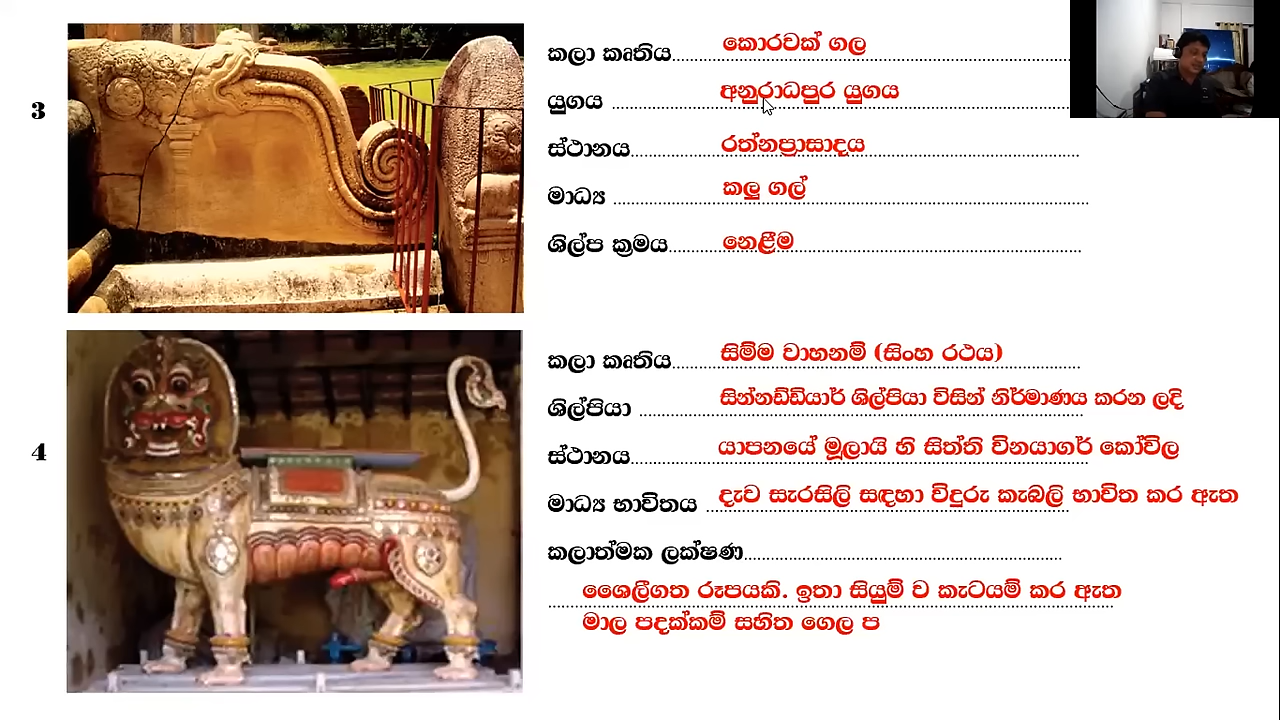 3
කලා කෘතිය........ කොරවක් ගල
යුගය ........ අනුරාධපුර යුගය
ස්ථානය........ රත්නප්‍රාසාදය
මාධ්‍ය ........ කලු ගල්
ශිල්ප ක්‍රමය........ නෙළීම
4
කලා කෘතිය........ සිම්ම වාහනම් (සිංහ රථය)
ශිල්පියා ........ සින්නඩ්ඩියාර් ශිල්පියා විසින් නිර්මාණය කරන ලදි
ස්ථානය........ යාපනයේ මූලායි හි සිත්ති විනයාගර් කෝවිල
මාධ්‍ය භාවිතය ........ දැව සැරසිලි සඳහා විදුරු කැබලි භාවිත කර ඇත
කලාත්මක ලක්ෂණ........
ශෛලීගත රූපයකි. ඉතා සියුම් ව කැටයම් කර ඇත
මාල පදක්කම් සහිත ගෙල ප